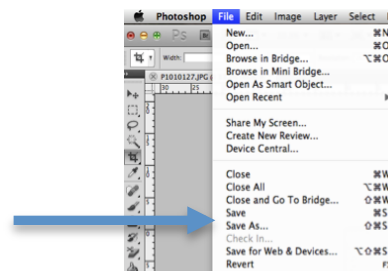 Photoshop File Edit Image Layer Select
Ps Br
Width:
P1010127.JPG
30 25
New... ⌘N
Open... ⌘O
Browse in Bridge... ⌥⌘O
Browse in Mini Bridge...
Open As Smart Object...
Open Recent
Share My Screen...
Create New Review...
Device Central...
Close ⌘W
Close All ⌥⌘W
Close and Go To Bridge... ⇧⌘W
Save ⌘S
Save As... ⇧⌘S
Check In...
Save for Web & Devices... ⌥⇧⌘S
Revert